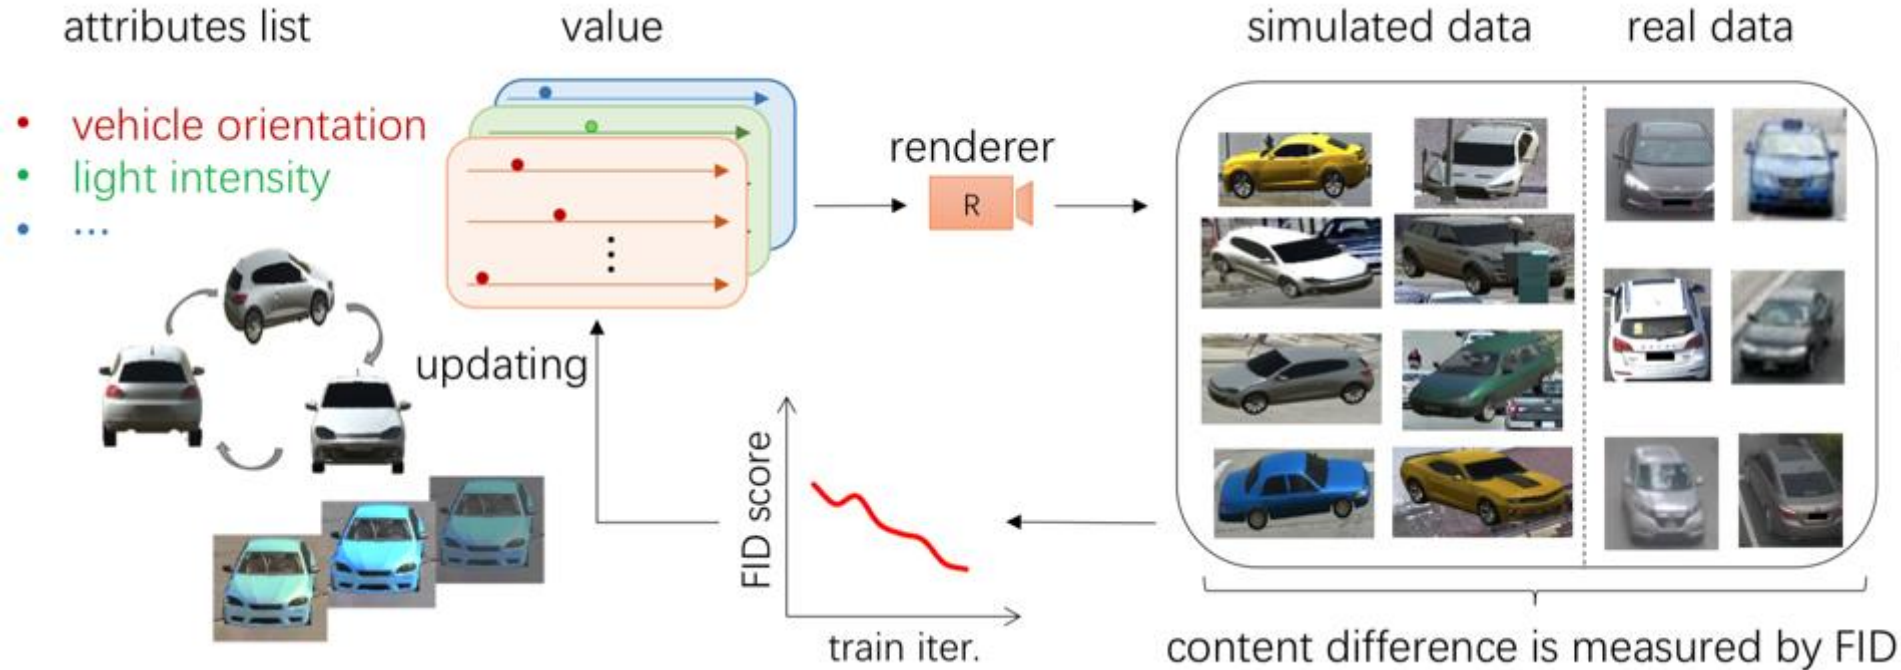 attributes list
value
simulated data
real data
• vehicle orientation
• light intensity
• ...
renderer
R
updating
FID score
train iter.
content difference is measured by FID